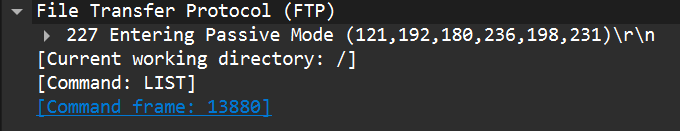 File Transfer Protocol (FTP)
227 Entering Passive Mode (121,192,180,236,198,231)\r\n
[Current working directory: /]
[Command: LIST]
[Command frame: 13880]